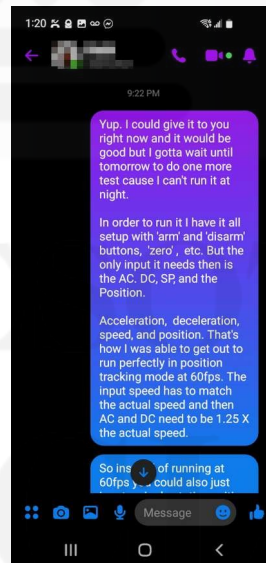 1:20
9:22 PM
Yup. I could give it to you
right now and it would be
good but I gotta wait until
tomorrow to do one more
test cause I can't run it at
night.
In order to run it I have it all
setup with 'arm' and 'disarm'
buttons, 'zero', etc. But the
only input it needs then is
the AC. DC, SP, and the
Position.
Acceleration, deceleration,
speed, and position. That's
how I was able to get out to
run perfectly in position
tracking mode at 60fps. The
input speed has to match
the actual speed and then
AC and DC need to be 1.25 X
the actual speed.
So of running at
60fps you could also just
Message